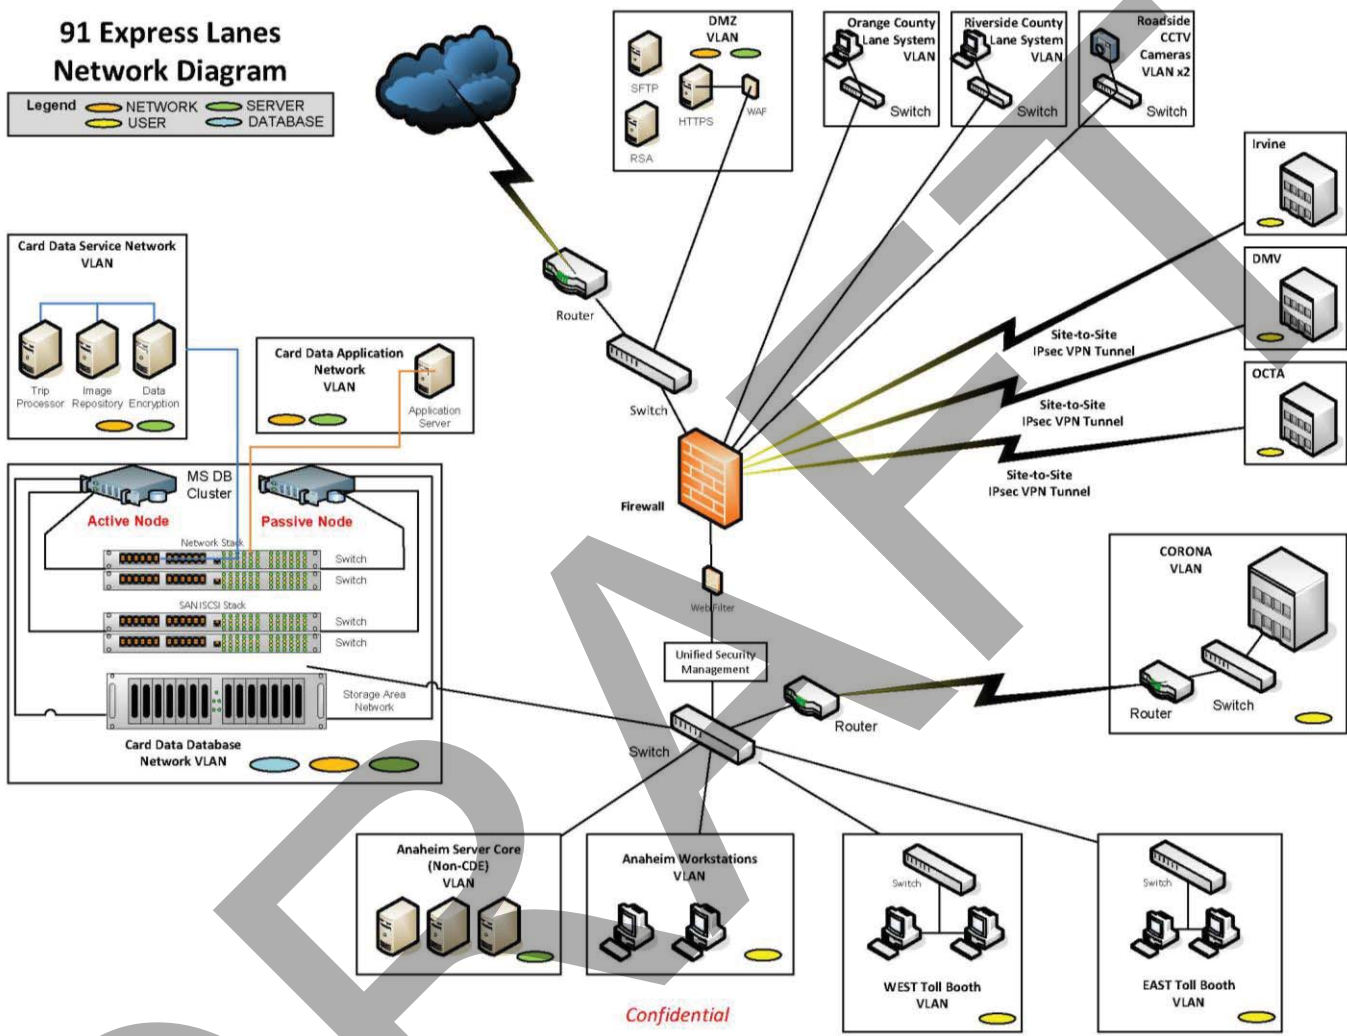 91 Express Lanes
Network Diagram
Legend NETWORK SERVER
USER DATABASE
DMZ
VLAN
SFTP
HTTPS
WAF
RSA
Orange County
Lane System
VLAN
Switch
Riverside County
Lane System
VLAN
Switch
Roadside
CCTV
Cameras
VLAN x2
Switch
Irvine
DMV
OCTA
Site-to-Site
IPsec VPN Tunnel
Site-to-Site
IPsec VPN Tunnel
Site-to-Site
IPsec VPN Tunnel
Router
Switch
Firewall
Web Filter
Unified Security
Management
Card Data Service Network
VLAN
Trip
Processor
Image
Repository
Data
Encryption
Card Data Application
Network
VLAN
Application
Server
MS DB
Cluster
Active Node
Passive Node
Network Stack
Switch
Switch
SAN ISCSI Stack
Switch
Switch
Storage Area
Network
Card Data Database
Network VLAN
Switch
Router
CORONA
VLAN
Router
Switch
Anaheim Server Core
(Non-CDE)
VLAN
Anaheim Workstations
VLAN
Switch
WEST Toll Booth
VLAN
Switch
EAST Toll Booth
VLAN
Confidential
DRAFT